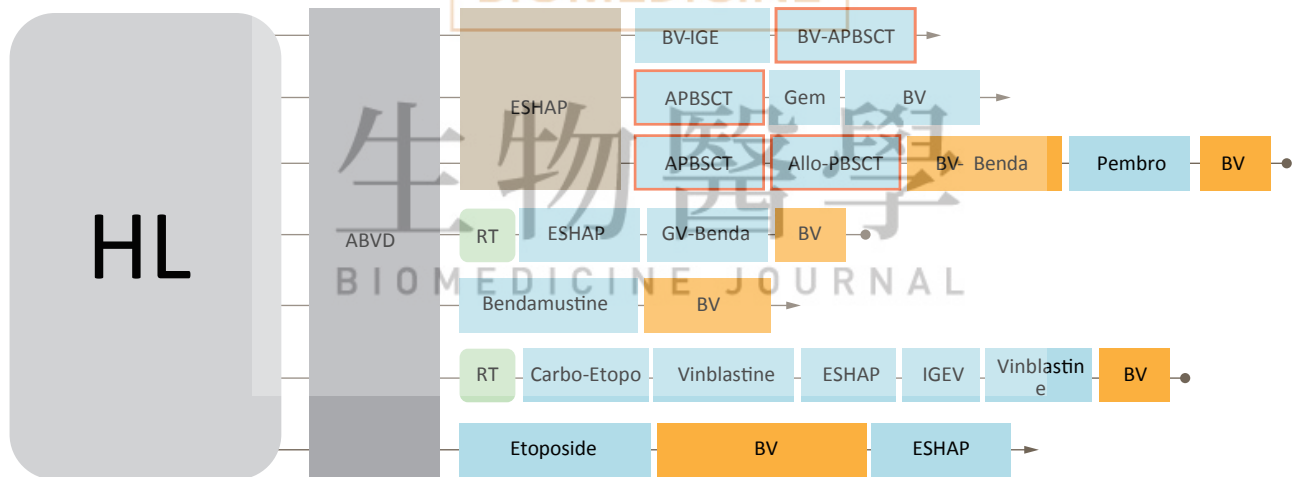 BIOMEDICINE
BV-IGE BV-APBSCT
ESHAP APBSCT Gem BV
APBSCT Allo-PBSCT BV- Benda Pembro BV
生物醫學
HL ABVD RT ESHAP GV-Benda BV
BIOMEDICINE JOURNAL
Bendamustine BV
RT Carbo-Etopo Vinblastine ESHAP IGEV Vinblastin
e BV
Etoposide BV ESHAP